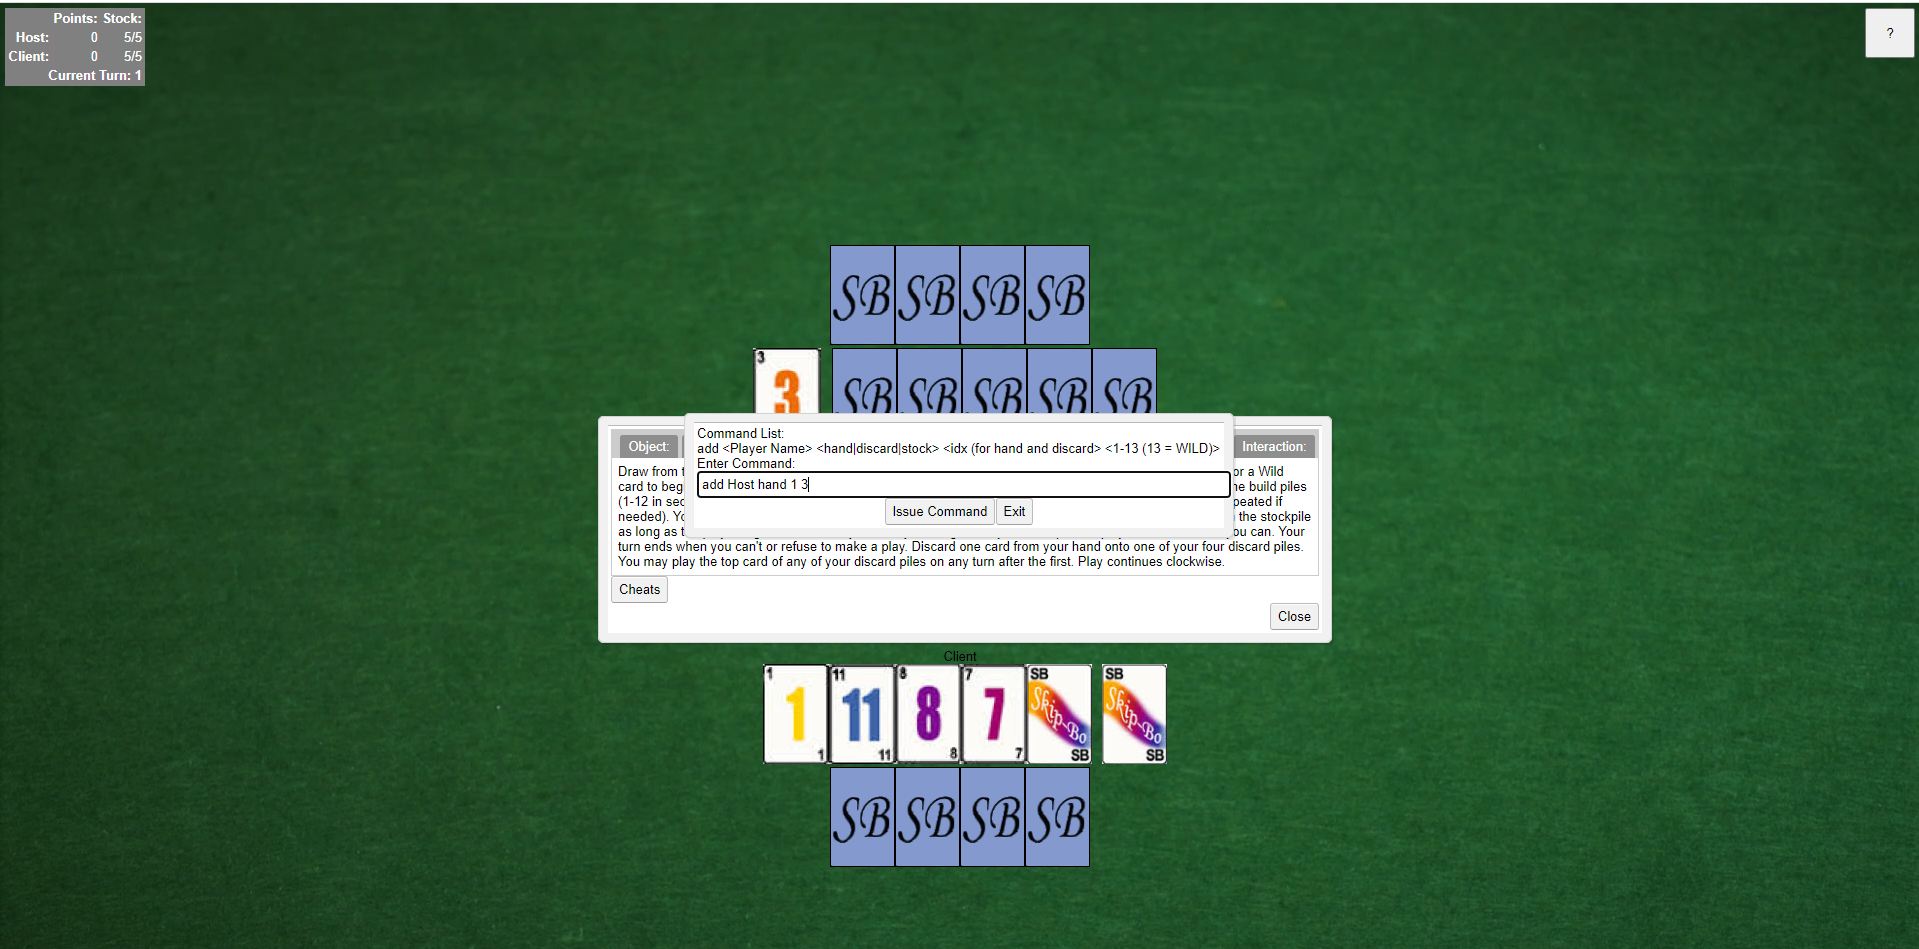 Points: Stock:
Host: 0 5/5
Client: 0 5/5
Current Turn: 1
?
SB SB SB SB
3
3
SB SB SB SB SB
Object:
Interaction:
Command List:
add <Player Name> <hand|discard|stock> <idx (for hand and discard> <1-13 (13 = WILD)>
Enter Command:
add Host hand 1 3
Issue Command Exit
Draw from or a Wild
card to beg build piles
(1-12 in sec peated if
needed). the stockpile
as long as you can. Your
turn ends when you can't or refuse to make a play. Discard one card from your hand onto one of your four discard piles.
You may play the top card of any of your discard piles on any turn after the first. Play continues clockwise.
Cheats
Close
Client
1 11 8 7 SB SB
1 11 8 7 Skip-Bo Skip-Bo
1 11 8 7 SB SB
SB SB SB SB